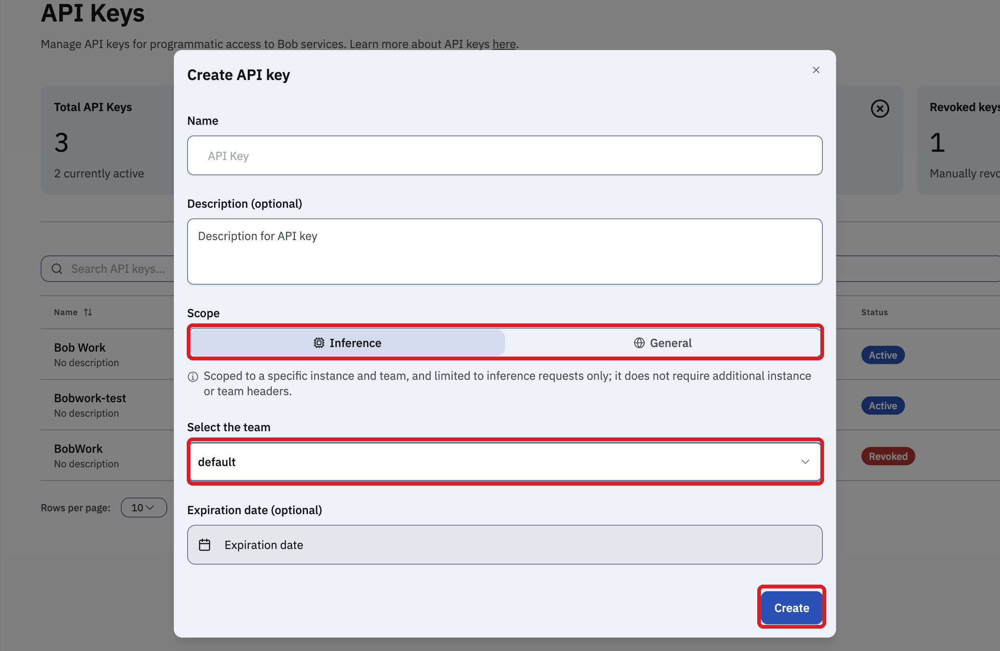 API Keys
Manage API keys for programmatic access to Bob services. Learn more about API keys here.
Create API key
Total API Keys
3
2 currently active
Revoked keys
1
Manually revo
Name
API Key
Description (optional)
Description for API key
Search API keys...
Scope
Inference
General
Scoped to a specific instance and team, and limited to inference requests only; it does not require additional instance
or team headers.
Select the team
default
Expiration date (optional)
Expiration date
Create
Name
Status
Bob Work
No description
Active
Bobwork-test
No description
Active
BobWork
No description
Revoked
Rows per page:
10